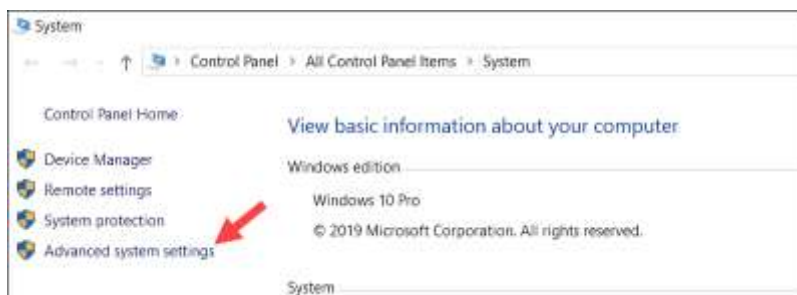 System
Control Panel › All Control Panel Items › System
Control Panel Home
View basic information about your computer
Device Manager
Windows edition
Remote settings
Windows 10 Pro
System protection
© 2019 Microsoft Corporation. All rights reserved.
Advanced system settings
System